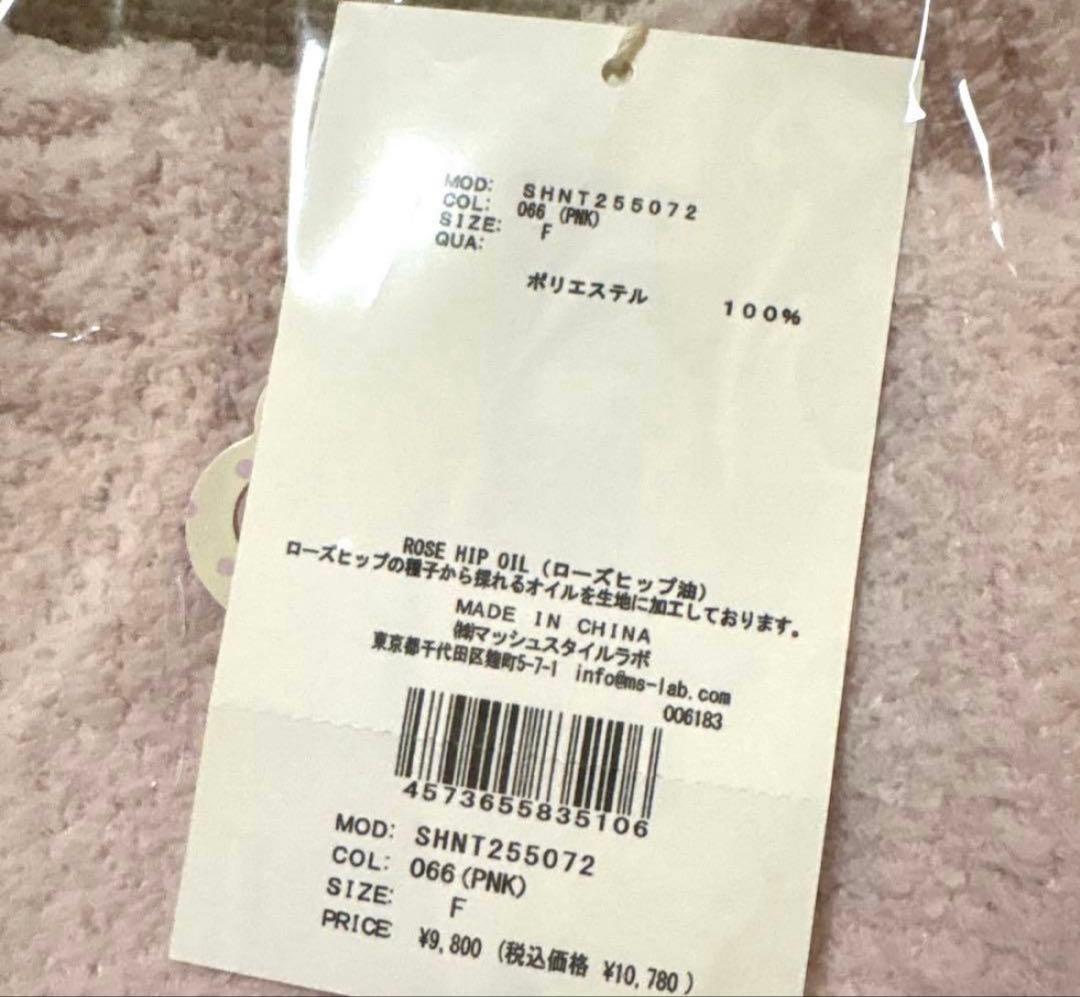 MOD: SHNT255072
COL: 066 (PNK)
SIZE: F
QUA:
ポリエステル 100%
ROSE HIP OIL (ローズヒップ油)
ローズヒップの種子から採れるオイルを生地に加工しております。
MADE IN CHINA
㈱マッシュスタイルラボ
東京都千代田区麹町5-7-1 info@ms-lab.com
006183
4573655835106
MOD: SHNT255072
COL: 066(PNK)
SIZE: F
PRICE ¥9,800 (税込価格 ¥10,780)